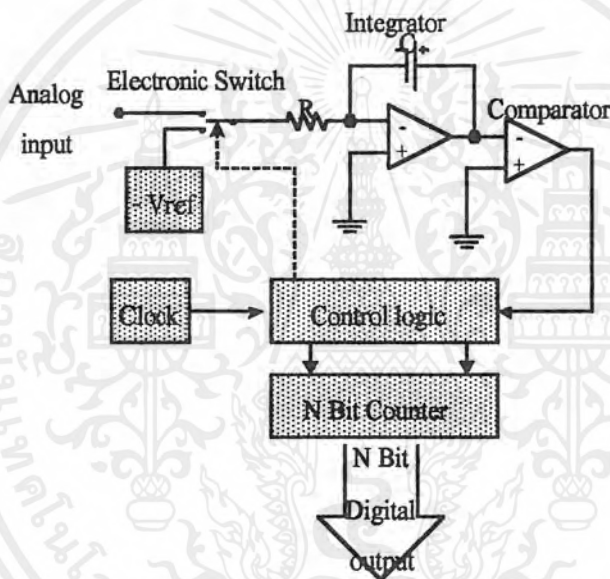 Integrator
C
+
Electronic Switch
Analog
input
R
-
+
Comparator
-
+
- Vref
Clock
Control logic
N Bit Counter
N Bit
Digital
output